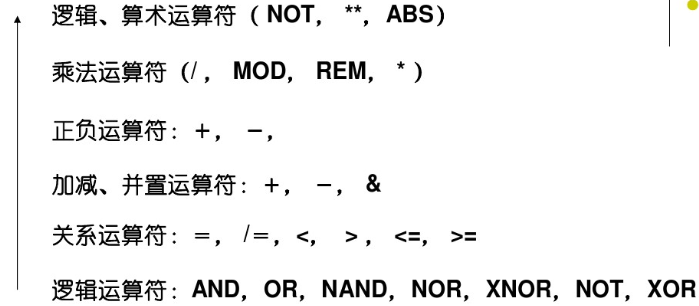 逻辑、算术运算符（NOT，**，ABS）
乘法运算符（/，MOD，REM，*）
正负运算符：+，−，
加减、并置运算符：+，−，&
关系运算符：=，/=，<，>，<=，>=
逻辑运算符：AND，OR，NAND，NOR，XNOR，NOT，XOR